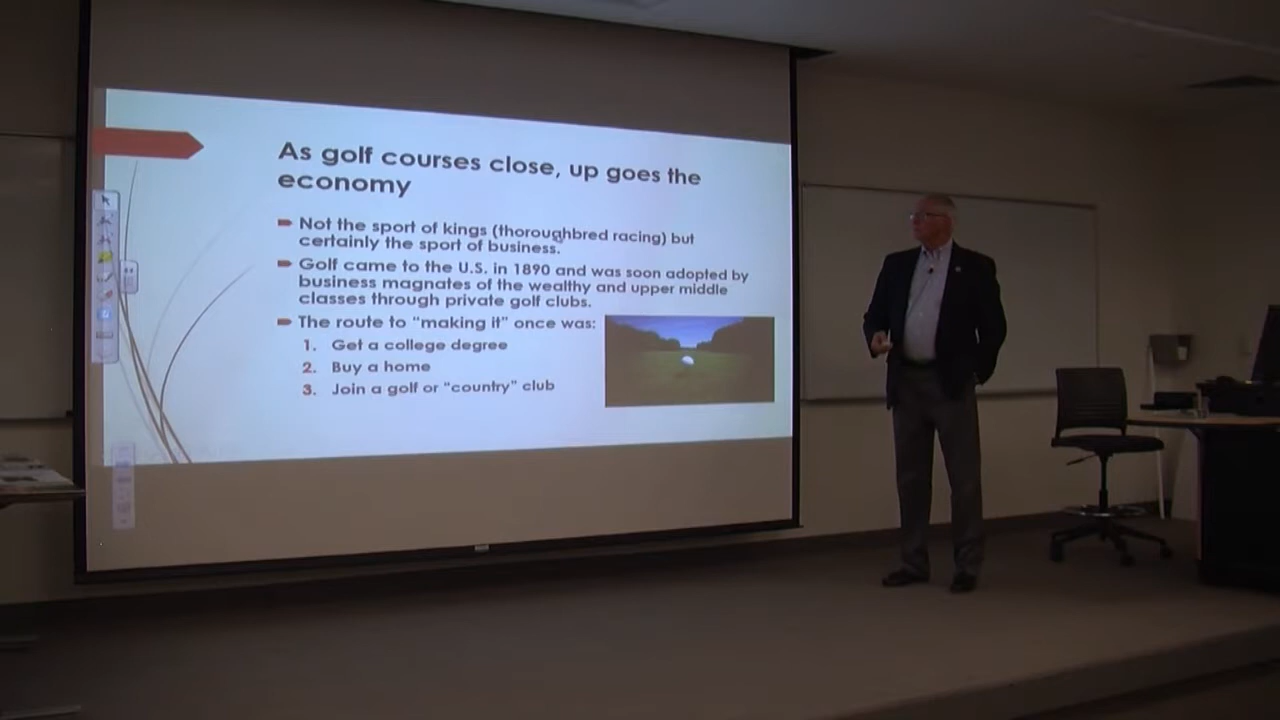 As golf courses close, up goes the
economy
Not the sport of kings (thoroughbred racing) but
certainly the sport of business.
Golf came to the U.S. in 1890 and was soon adopted by
business magnates of the wealthy and upper middle
classes through private golf clubs.
The route to “making it” once was:
1. Get a college degree
2. Buy a home
3. Join a golf or “country” club